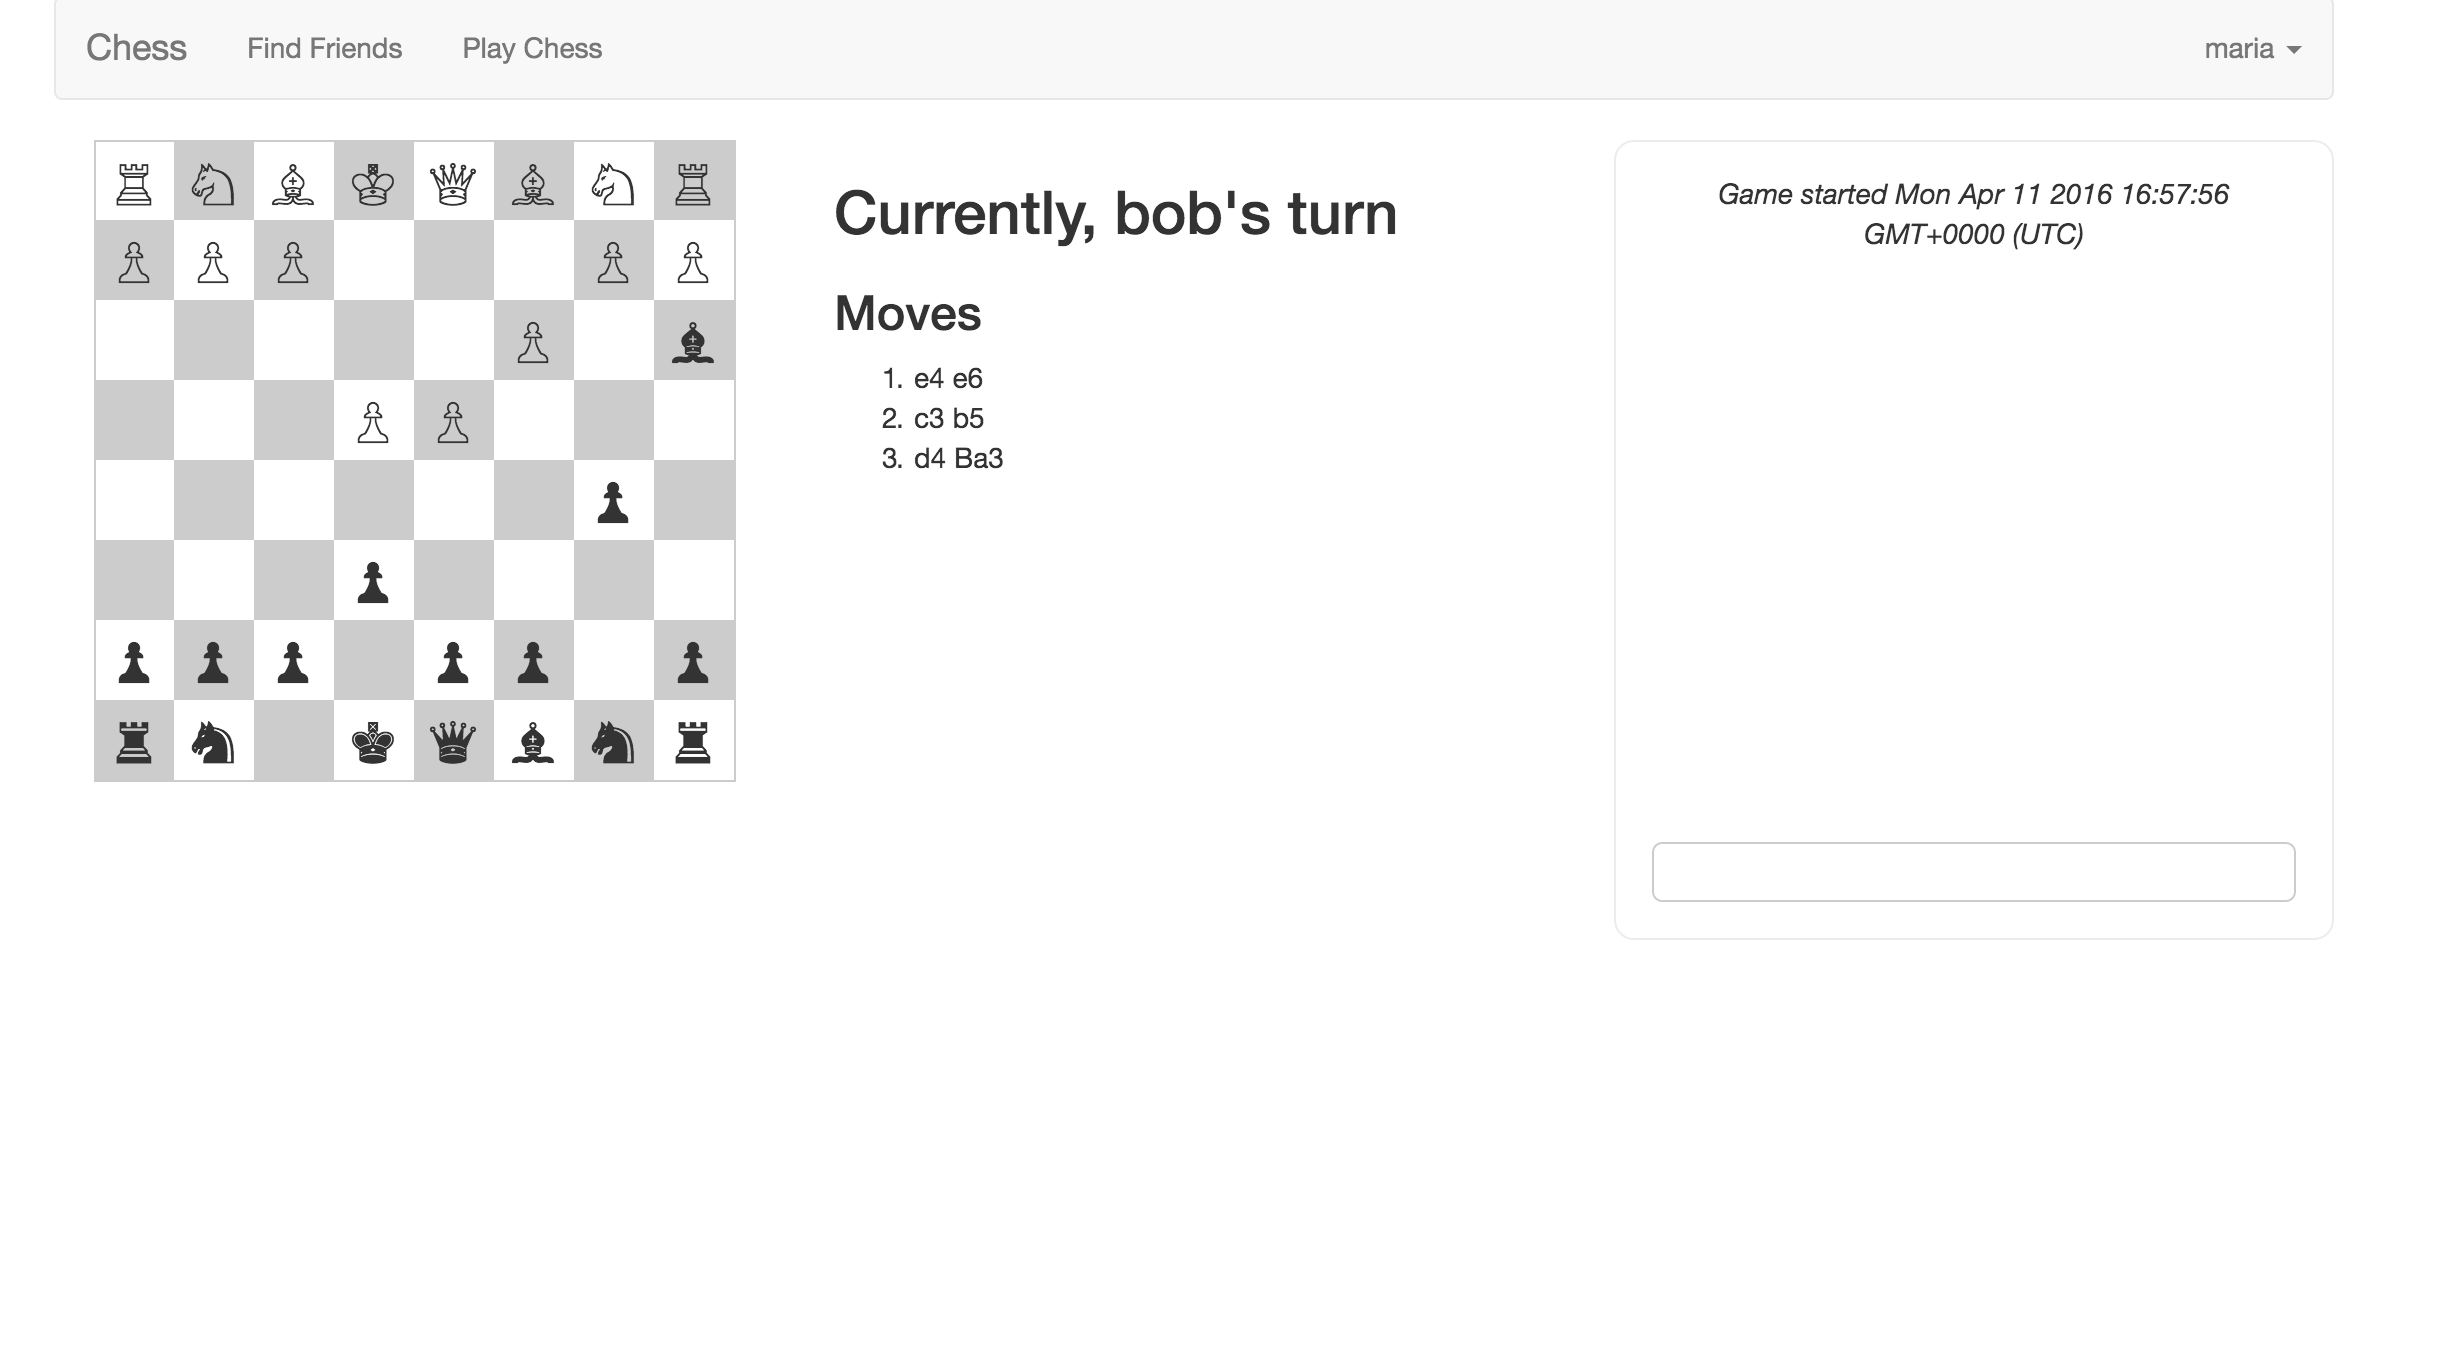 Chess Find Friends Play Chess maria
Currently, bob's turn
Moves
1. e4 e6
2. c3 b5
3. d4 Ba3
Game started Mon Apr 11 2016 16:57:56
GMT+0000 (UTC)